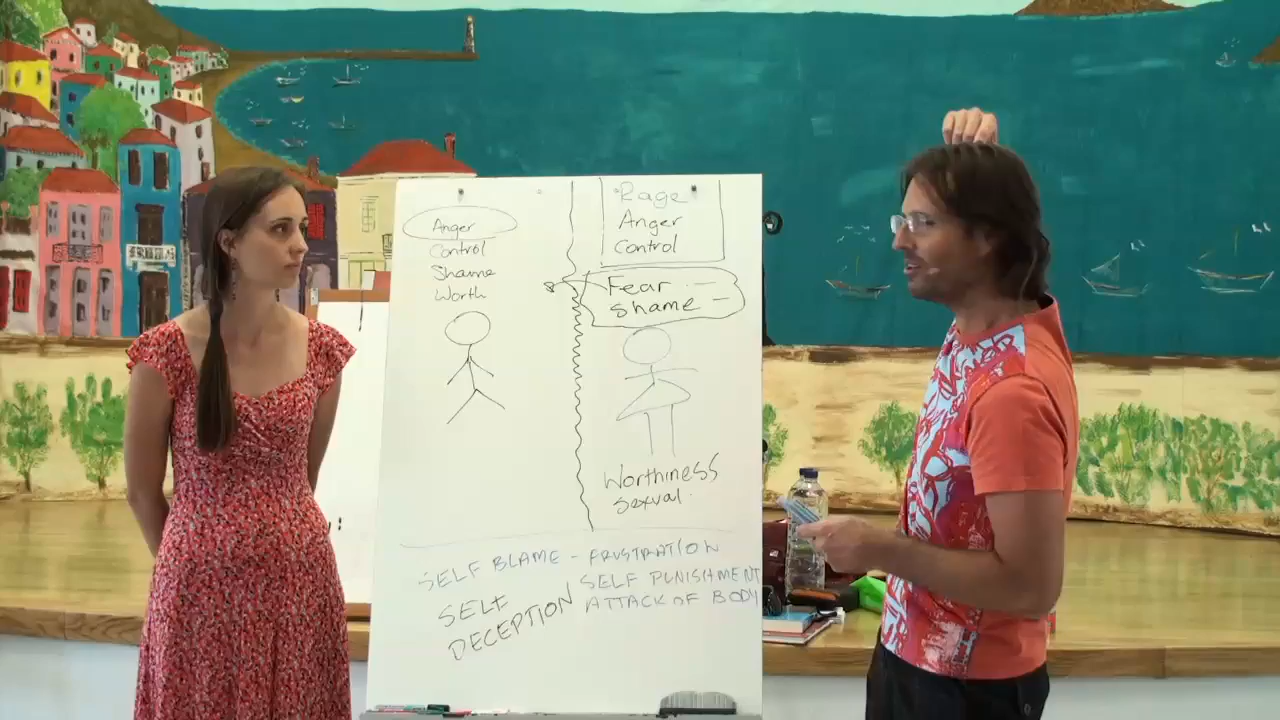 Anger
Control
Shame
Worth
Rage
Anger
Control
Fear —
Shame —
Worthiness
Sexual.
SELF BLAME - FRUSTRATION
SELF PUNISHMENT
ATTACK OF BODY
SELF
DECEPTION